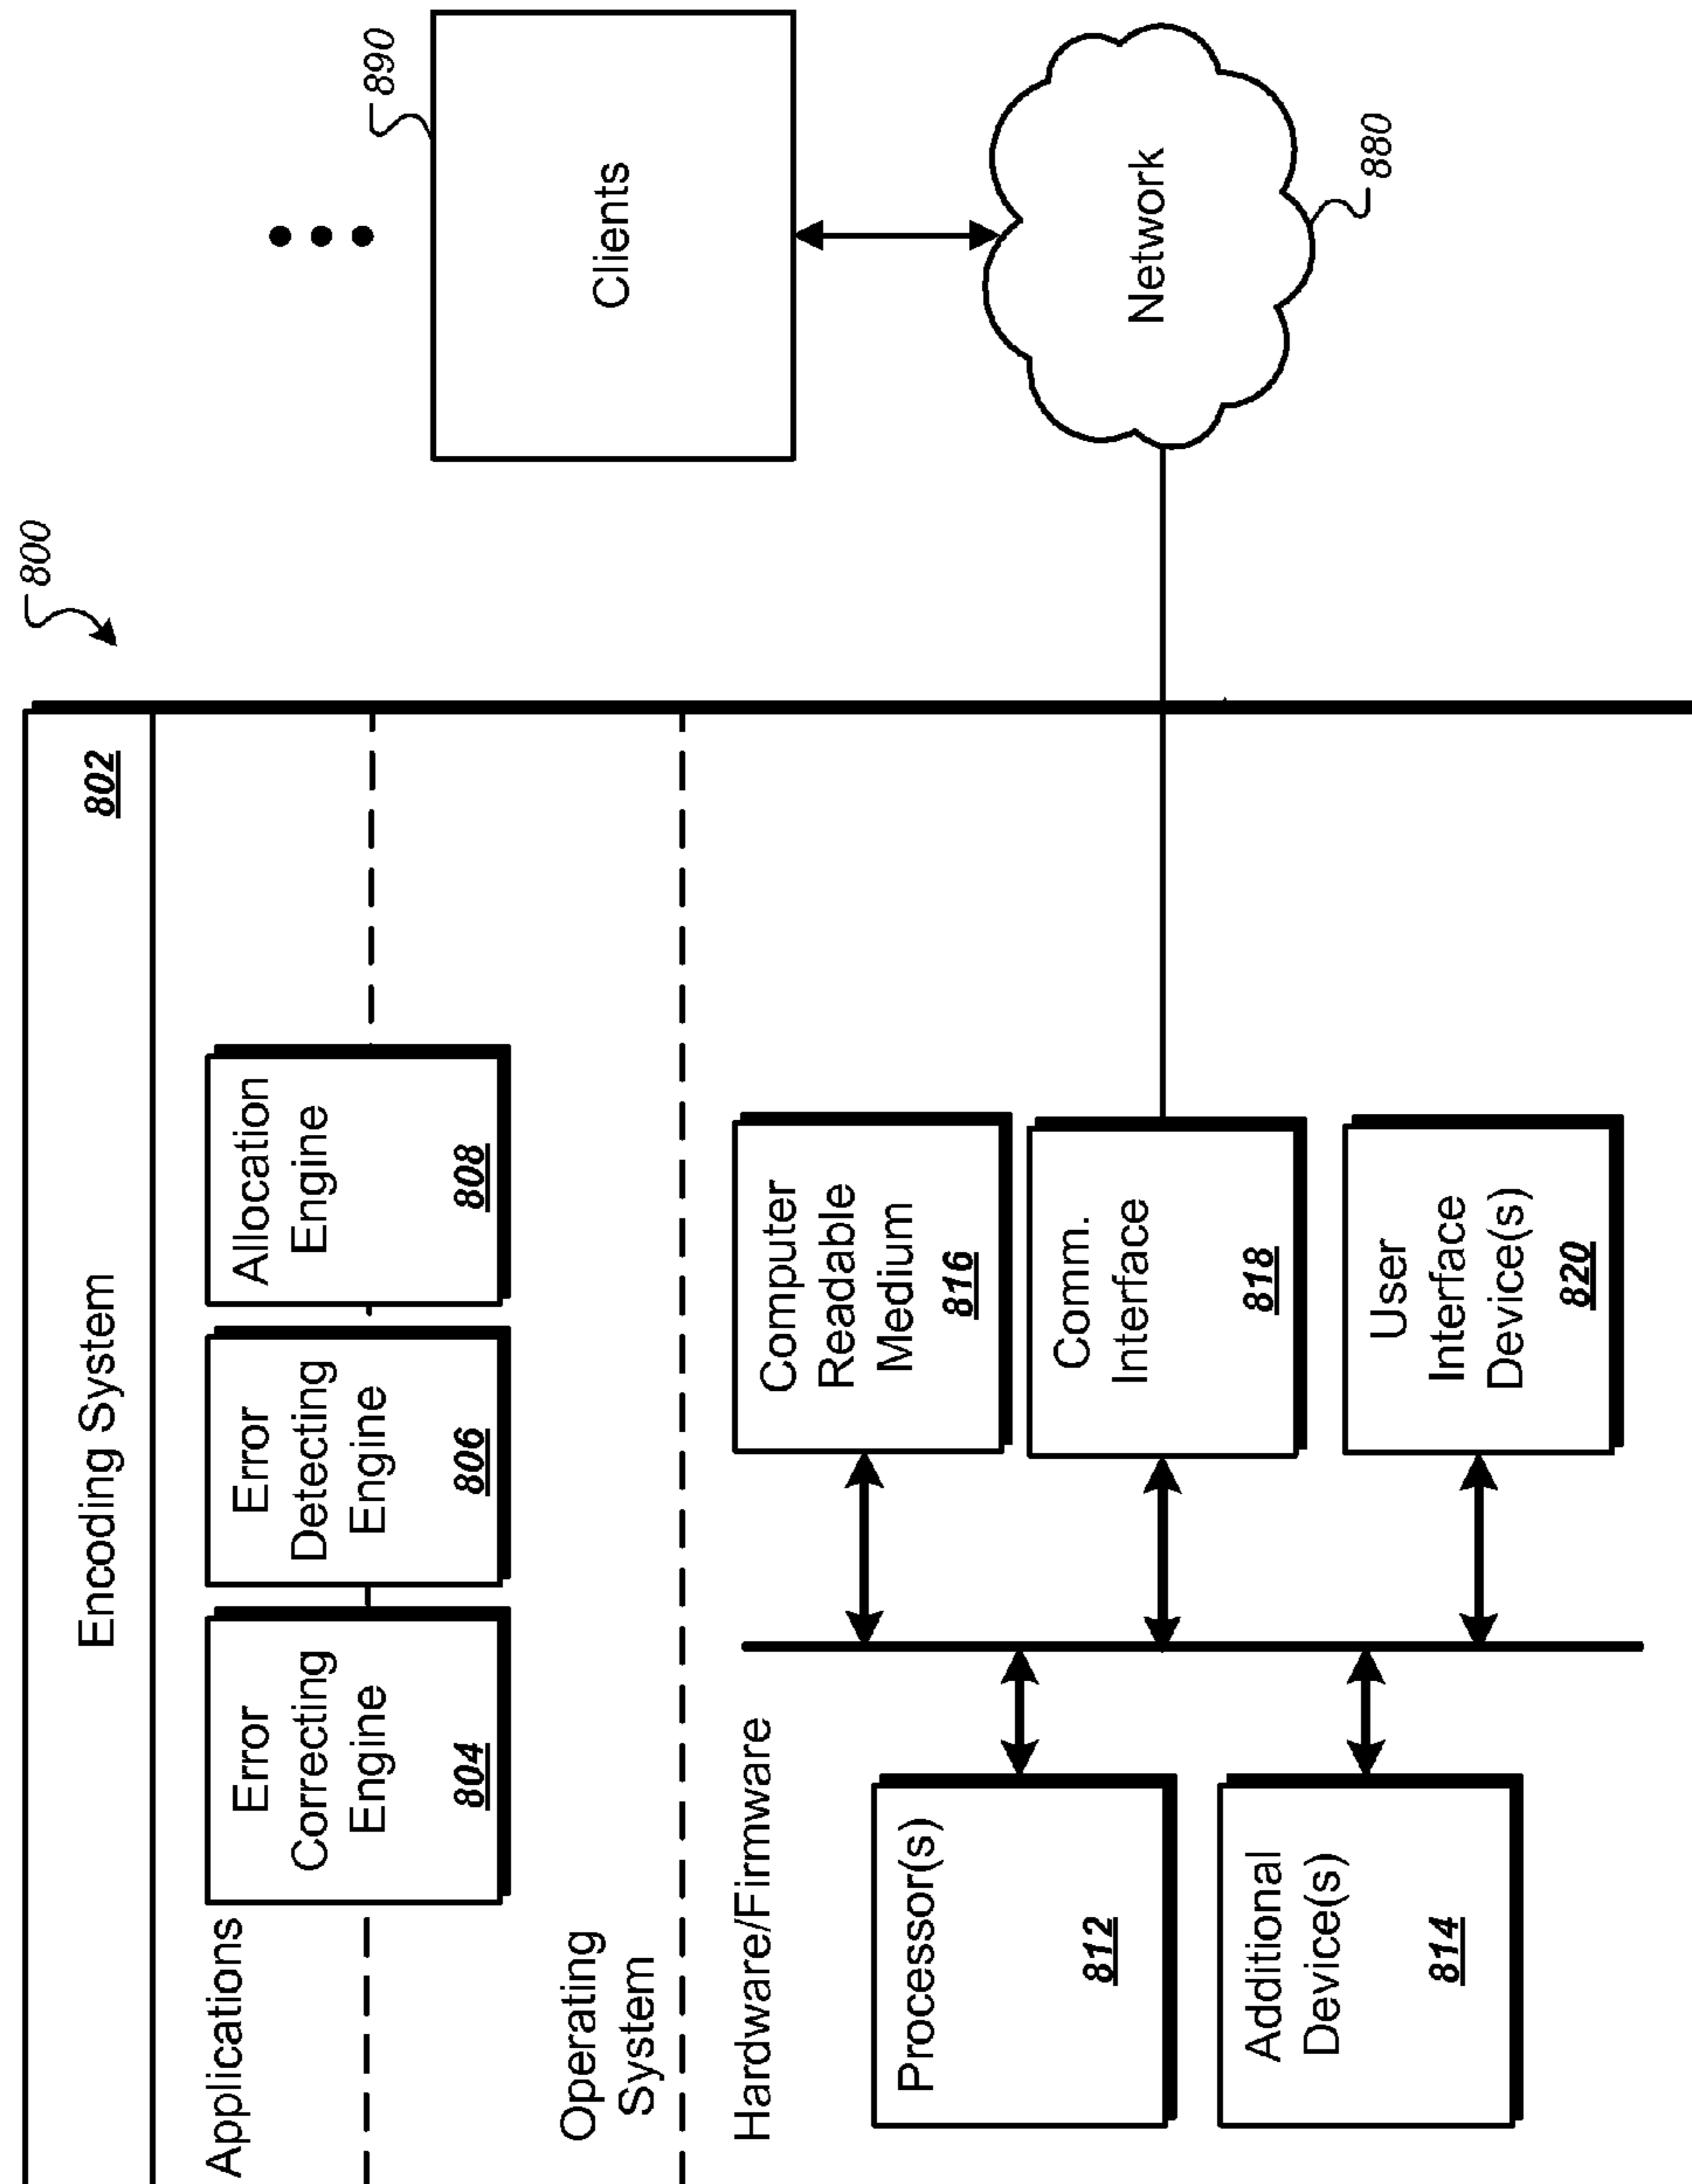 800
Encoding System
802
Applications
Error
Correcting
Engine
804
Error
Detecting
Engine
806
Allocation
Engine
808
Operating
System
Hardware/Firmware
Processor(s)
812
Additional
Device(s)
814
Computer
Readable
Medium
816
Comm.
Interface
818
User
Interface
Device(s)
820
890
Clients
Network
880